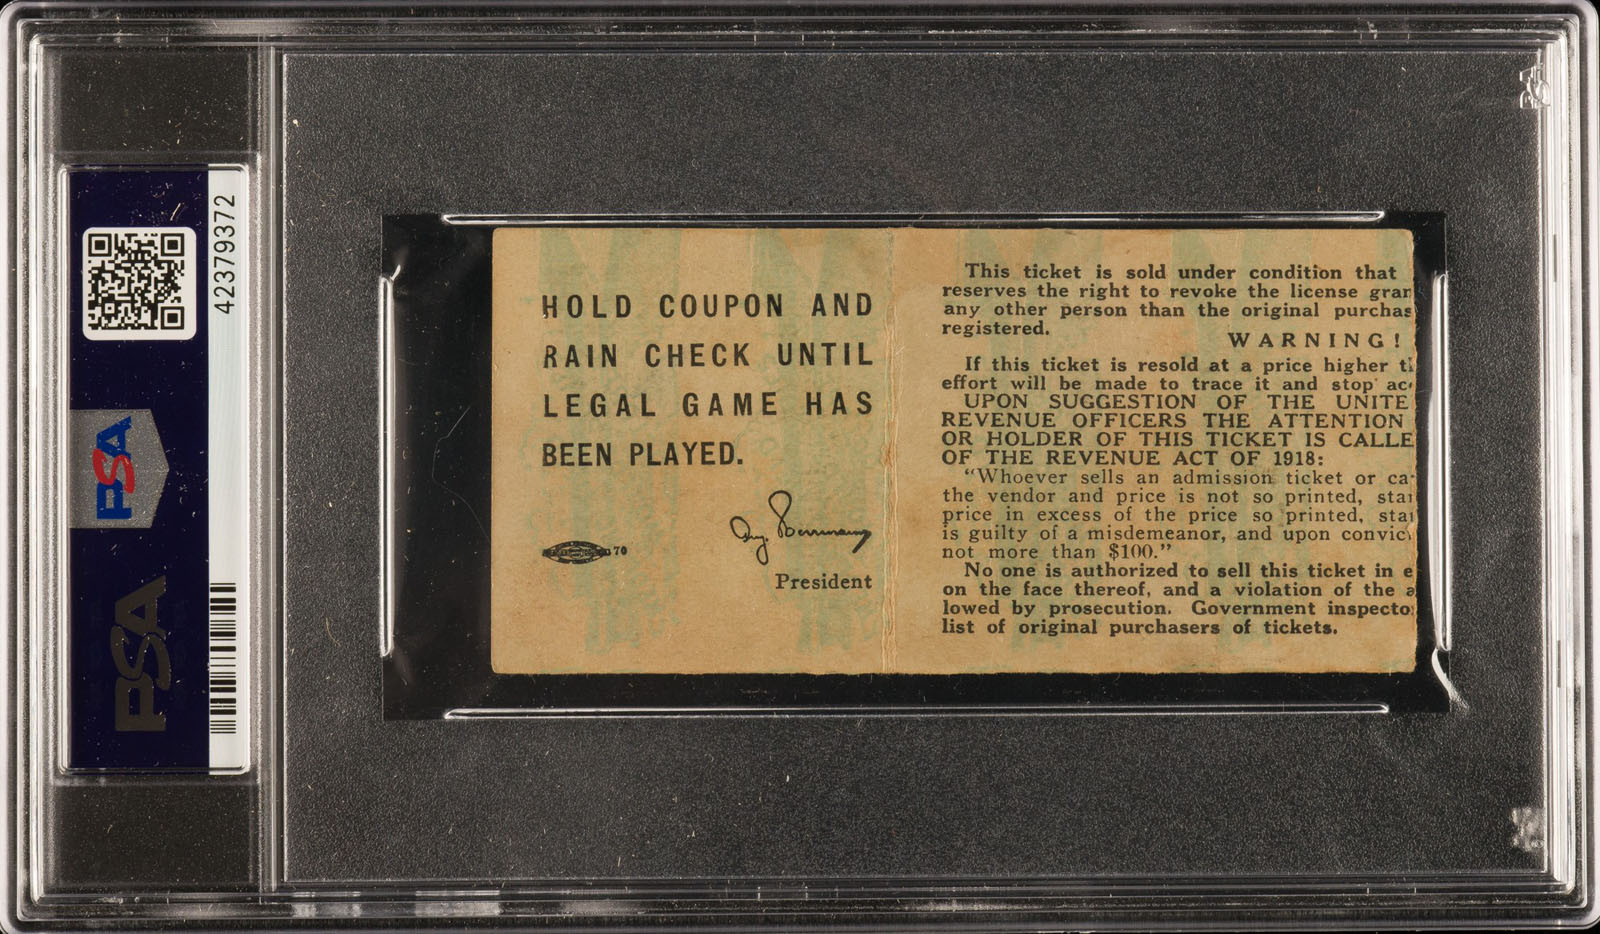 42379372
PSA
PSA
HOLD COUPON AND
RAIN CHECK UNTIL
LEGAL GAME HAS
BEEN PLAYED.
70
President
This ticket is sold under condition that
reserves the right to revoke the license gran
any other person than the original purchas
registered.
WARNING!
If this ticket is resold at a price higher t
effort will be made to trace it and stop ac
UPON SUGGESTION OF THE UNITE
REVENUE OFFICERS THE ATTENTION
OR HOLDER OF THIS TICKET IS CALLE
OF THE REVENUE ACT OF 1918:
“Whoever sells an admission ticket or ca
the vendor and price is not so printed, sta
price in excess of the price so printed, sta
is guilty of a misdemeanor, and upon convic
not more than $100.”
No one is authorized to sell this ticket in e
on the face thereof, and a violation of the a
lowed by prosecution. Government inspecto
list of original purchasers of tickets.